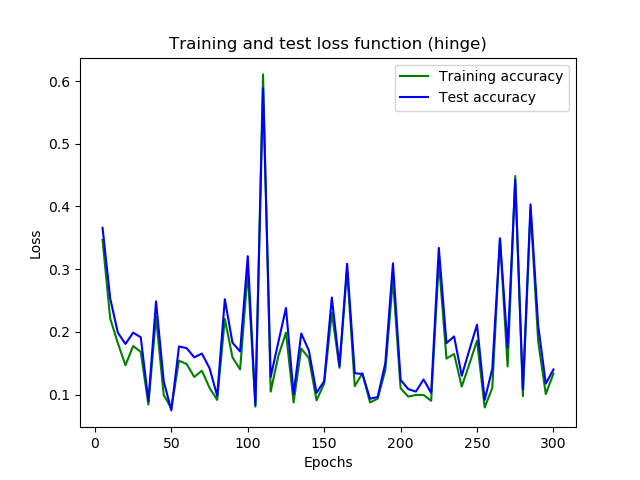 Training and test loss function (hinge)
Training accuracy
Test accuracy
Loss
0.6
0.5
0.4
0.3
0.2
0.1
0 50 100 150 200 250 300
Epochs